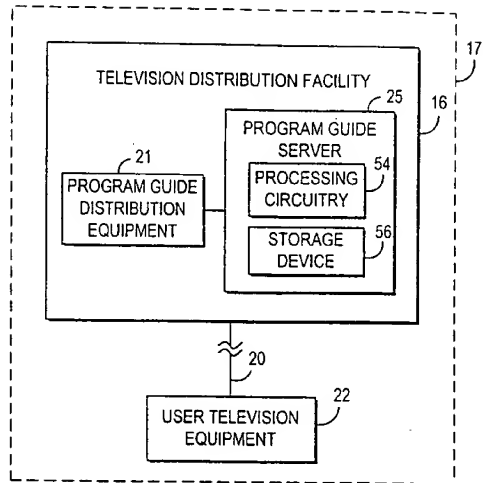 17
TELEVISION DISTRIBUTION FACILITY
25
16
21
PROGRAM GUIDE
SERVER
54
PROGRAM GUIDE
DISTRIBUTION
EQUIPMENT
PROCESSING
CIRCUITRY
56
STORAGE
DEVICE
20
22
USER TELEVISION
EQUIPMENT